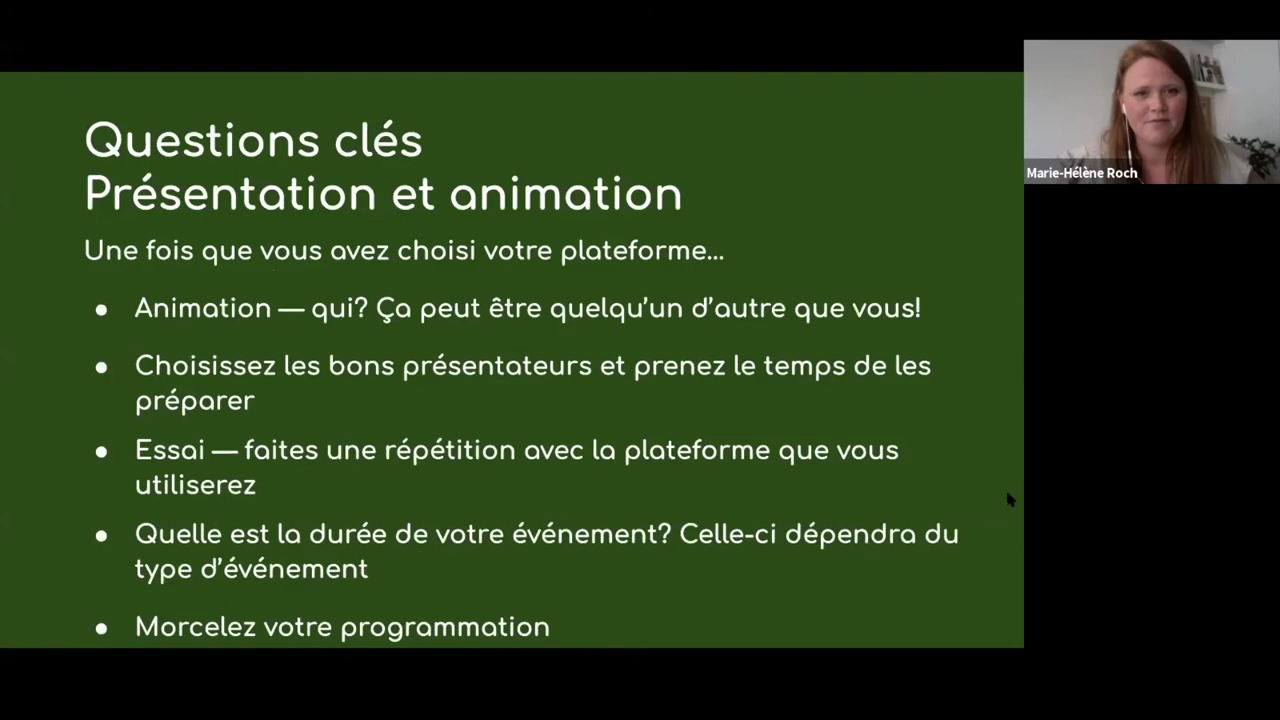 Questions clés
Présentation et animation
Une fois que vous avez choisi votre plateforme...
● Animation — qui? Ça peut être quelqu'un d'autre que vous!
● Choisissez les bons présentateurs et prenez le temps de les
préparer
● Essai — faites une répétition avec la plateforme que vous
utiliserez
● Quelle est la durée de votre événement? Celle-ci dépendra du
type d'événement
● Morcelez votre programmation
Marie-Hélène Roch